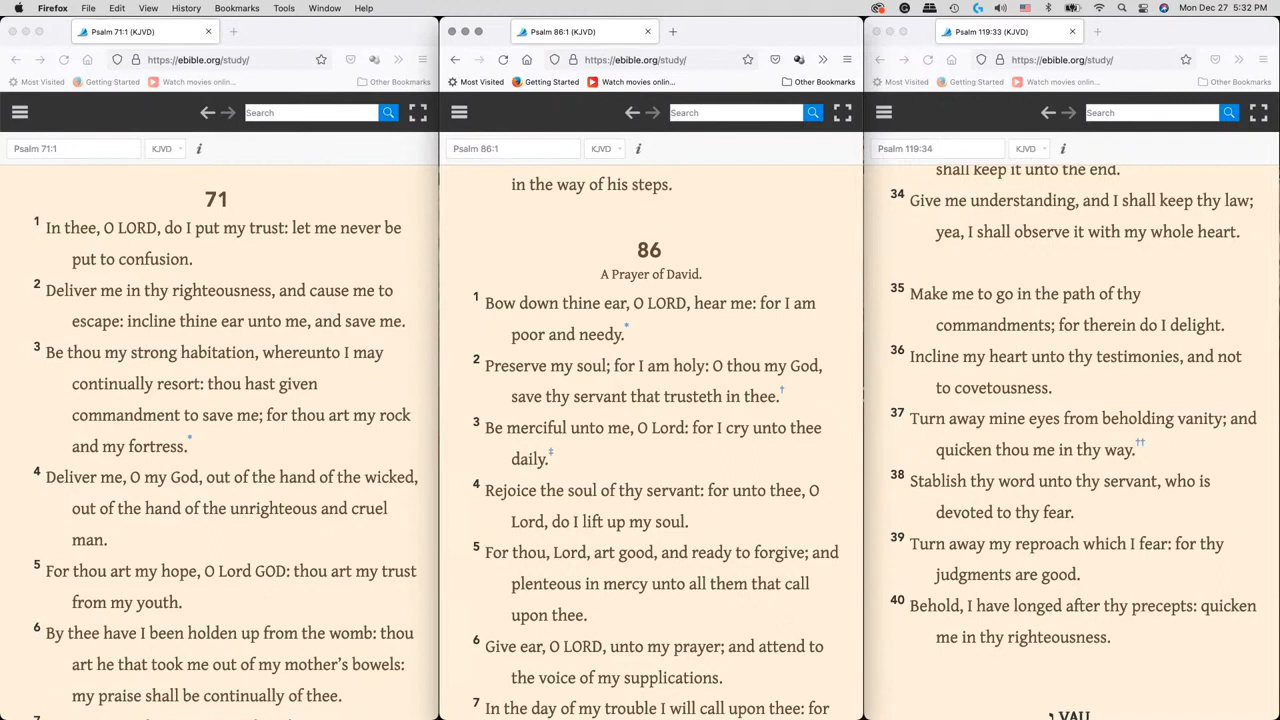 Firefox File Edit View History Bookmarks Tools Window Help Mon Dec 27 5:32 PM
Psalm 71:1 (KJVD)
https://ebible.org/study/
Most Visited Getting Started Watch movies onlin... Other Bookmarks
Search
Psalm 71:1 KJVD i
71
1 In thee, O LORD, do I put my trust: let me never be
put to confusion.
2 Deliver me in thy righteousness, and cause me to
escape: incline thine ear unto me, and save me.
3 Be thou my strong habitation, whereunto I may
continually resort: thou hast given
commandment to save me; for thou art my rock
and my fortress.*
4 Deliver me, O my God, out of the hand of the wicked,
out of the hand of the unrighteous and cruel
man.
5 For thou art my hope, O Lord GOD: thou art my trust
from my youth.
6 By thee have I been holden up from the womb: thou
art he that took me out of my mother’s bowels:
my praise shall be continually of thee.
Psalm 86:1 (KJVD)
https://ebible.org/study/
Most Visited Getting Started Watch movies onlin... Other Bookmarks
Search
Psalm 86:1 KJVD i
in the way of his steps.
86
A Prayer of David.
1 Bow down thine ear, O LORD, hear me: for I am
poor and needy.*
2 Preserve my soul; for I am holy: O thou my God,
save thy servant that trusteth in thee.†
3 Be merciful unto me, O Lord: for I cry unto thee
daily.‡
4 Rejoice the soul of thy servant: for unto thee, O
Lord, do I lift up my soul.
5 For thou, Lord, art good, and ready to forgive; and
plenteous in mercy unto all them that call
upon thee.
6 Give ear, O LORD, unto my prayer; and attend to
the voice of my supplications.
7 In the day of my trouble I will call upon thee: for
Psalm 119:33 (KJVD)
https://ebible.org/study/
Most Visited Getting Started Watch movies onlin... Other Bookmarks
Search
Psalm 119:34 KJVD i
shall keep it unto the end.
34 Give me understanding, and I shall keep thy law;
yea, I shall observe it with my whole heart.
35 Make me to go in the path of thy
commandments; for therein do I delight.
36 Incline my heart unto thy testimonies, and not
to covetousness.
37 Turn away mine eyes from beholding vanity; and
quicken thou me in thy way.††
38 Stablish thy word unto thy servant, who is
devoted to thy fear.
39 Turn away my reproach which I fear: for thy
judgments are good.
40 Behold, I have longed after thy precepts: quicken
me in thy righteousness.
ו VAU